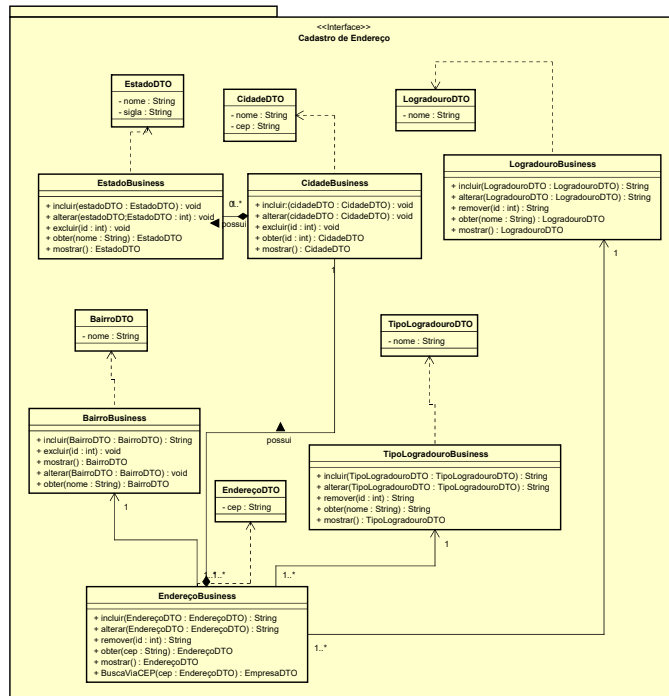 <<Interface>>
Cadastro de Endereço
EstadoDTO
- nome : String
- sigla : String
CidadeDTO
- nome : String
- cep : String
LogradouroDTO
- nome : String
EstadoBusiness
+ incluir(estadoDTO : EstadoDTO) : void
+ alterar(estadoDTO;EstadoDTO : int) : void
+ excluir(id : int) : void
+ obter(nome : String) : EstadoDTO
+ mostrar() : EstadoDTO
possui
CidadeBusiness
+ incluir:(cidadeDTO : CidadeDTO) : void
+ alterar(cidadeDTO : CidadeDTO) : void
+ excluir(id : int) : void
+ obter(id : int) : CidadeDTO
+ mostrar() : CidadeDTO
1
LogradouroBusiness
+ incluir(LogradouroDTO : LogradouroDTO) : String
+ alterar(LogradouroDTO : LogradouroDTO) : String
+ remover(id : int) : String
+ obter(nome : String) : LogradouroDTO
+ mostrar() : LogradouroDTO
1
BairroDTO
- nome : String
TipoLogradouroDTO
- nome : String
BairroBusiness
+ incluir(BairroDTO : BairroDTO) : String
+ excluir(id : int) : void
+ mostrar() : BairroDTO
+ alterar(BairroDTO : BairroDTO) : void
+ obter(nome : String) : BairroDTO
1
possui
TipoLogradouroBusiness
+ incluir(TipoLogradouroDTO : TipoLogradouroDTO) : String
+ alterar(TipoLogradouroDTO : TipoLogradouroDTO) : String
+ remover(id : int) : String
+ obter(nome : String) : String
+ mostrar() : TipoLogradouroDTO
1
EndereçoDTO
- cep : String
1..*
EndereçoBusiness
+ incluir(EndereçoDTO : EndereçoDTO) : String
+ alterar(EndereçoDTO : EndereçoDTO) : String
+ remover(id : int) : String
+ obter(cep : String) : EndereçoDTO
+ mostrar() : EndereçoDTO
+ BuscaViaCEP(cep : EndereçoDTO) : EmpresaDTO
1..*